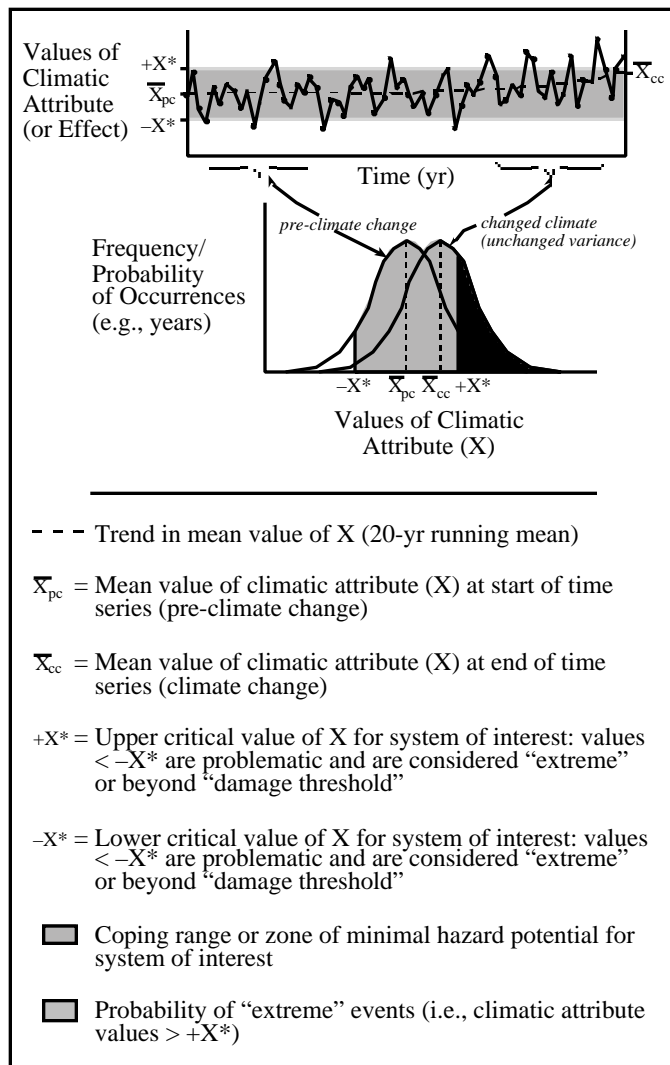 Values of
Climatic
Attribute
(or Effect)
+X*
X̅pc
–X*
X̅cc
Time (yr)
pre-climate change
changed climate
(unchanged variance)
Frequency/
Probability
of Occurrences
(e.g., years)
–X* X̅pc X̅cc +X*
Values of Climatic
Attribute (X)
Trend in mean value of X (20-yr running mean)
X̅pc = Mean value of climatic attribute (X) at start of time
series (pre-climate change)
X̅cc = Mean value of climatic attribute (X) at end of time
series (climate change)
+X* = Upper critical value of X for system of interest: values
< –X* are problematic and are considered “extreme”
or beyond “damage threshold”
–X* = Lower critical value of X for system of interest: values
< –X* are problematic and are considered “extreme”
or beyond “damage threshold”
Coping range or zone of minimal hazard potential for
system of interest
Probability of “extreme” events (i.e., climatic attribute
values > +X*)